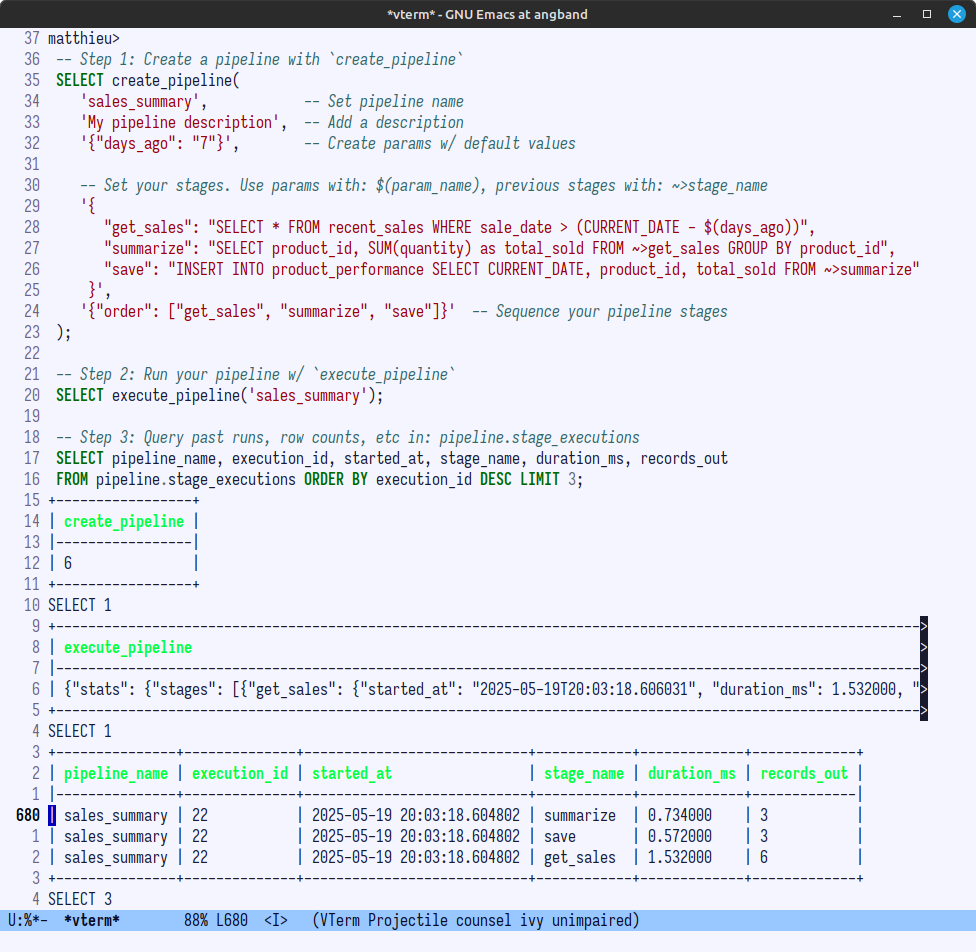 *vterm* - GNU Emacs at angband
37 matthieu>
36  -- Step 1: Create a pipeline with `create_pipeline`
35  SELECT create_pipeline(
34     'sales_summary',            -- Set pipeline name
33     'My pipeline description',  -- Add a description
32     '{"days_ago": "7"}',        -- Create params w/ default values
31
30     -- Set your stages. Use params with: $(param_name), previous stages with: ~>stage_name
29     '{
28        "get_sales": "SELECT * FROM recent_sales WHERE sale_date > (CURRENT_DATE - $(days_ago))",
27        "summarize": "SELECT product_id, SUM(quantity) as total_sold FROM ~>get_sales GROUP BY product_id",
26        "save": "INSERT INTO product_performance SELECT CURRENT_DATE, product_id, total_sold FROM ~>summarize"
25      }',
24     '{"order": ["get_sales", "summarize", "save"]}'  -- Sequence your pipeline stages
23  );
22
21  -- Step 2: Run your pipeline w/ `execute_pipeline`
20  SELECT execute_pipeline('sales_summary');
19
18  -- Step 3: Query past runs, row counts, etc in: pipeline.stage_executions
17  SELECT pipeline_name, execution_id, started_at, stage_name, duration_ms, records_out
16  FROM pipeline.stage_executions ORDER BY execution_id DESC LIMIT 3;
15 +-----------------+
14 | create_pipeline |
13 |-----------------|
12 | 6               |
11 +-----------------+
10 SELECT 1
9 +------------------------------------------------------------------------------------------------------------>
8 | execute_pipeline                                                                                            >
7 |------------------------------------------------------------------------------------------------------------>
6 | {"stats": {"stages": [{"get_sales": {"started_at": "2025-05-19T20:03:18.606031", "duration_ms": 1.532000, ">
5 +------------------------------------------------------------------------------------------------------------>
4 SELECT 1
3 +---------------+--------------+----------------------------+------------+-------------+-------------+
2 | pipeline_name | execution_id | started_at                 | stage_name | duration_ms | records_out |
1 |---------------+--------------+----------------------------+------------+-------------+-------------|
680 | sales_summary | 22           | 2025-05-19 20:03:18.604802 | summarize  | 0.734000    | 3           |
1 | sales_summary | 22           | 2025-05-19 20:03:18.604802 | save       | 0.572000    | 3           |
2 | sales_summary | 22           | 2025-05-19 20:03:18.604802 | get_sales  | 1.532000    | 6           |
3 +---------------+--------------+----------------------------+------------+-------------+-------------+
4 SELECT 3
U:%*-  *vterm*        88% L680  <I>   (VTerm Projectile counsel ivy unimpaired)